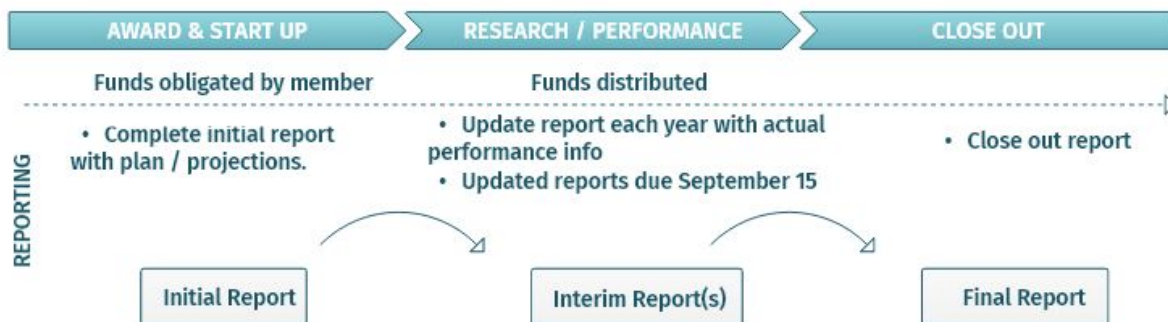 AWARD & START UP
RESEARCH / PERFORMANCE
CLOSE OUT
Funds obligated by member
Funds distributed
• Complete initial report
with plan / projections.
• Update report each year with actual
performance info
• Updated reports due September 15
• Close out report
REPORTING
Initial Report
Interim Report(s)
Final Report